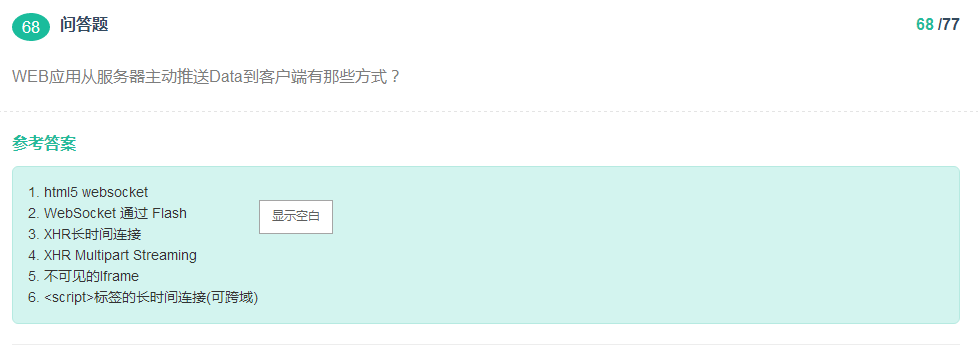 68 问答题 68 /77
WEB应用从服务器主动推送Data到客户端有那些方式？
参考答案
1. html5 websocket
2. WebSocket 通过 Flash
显示空白
3. XHR长时间连接
4. XHR Multipart Streaming
5. 不可见的Iframe
6. <script>标签的长时间连接(可跨域)